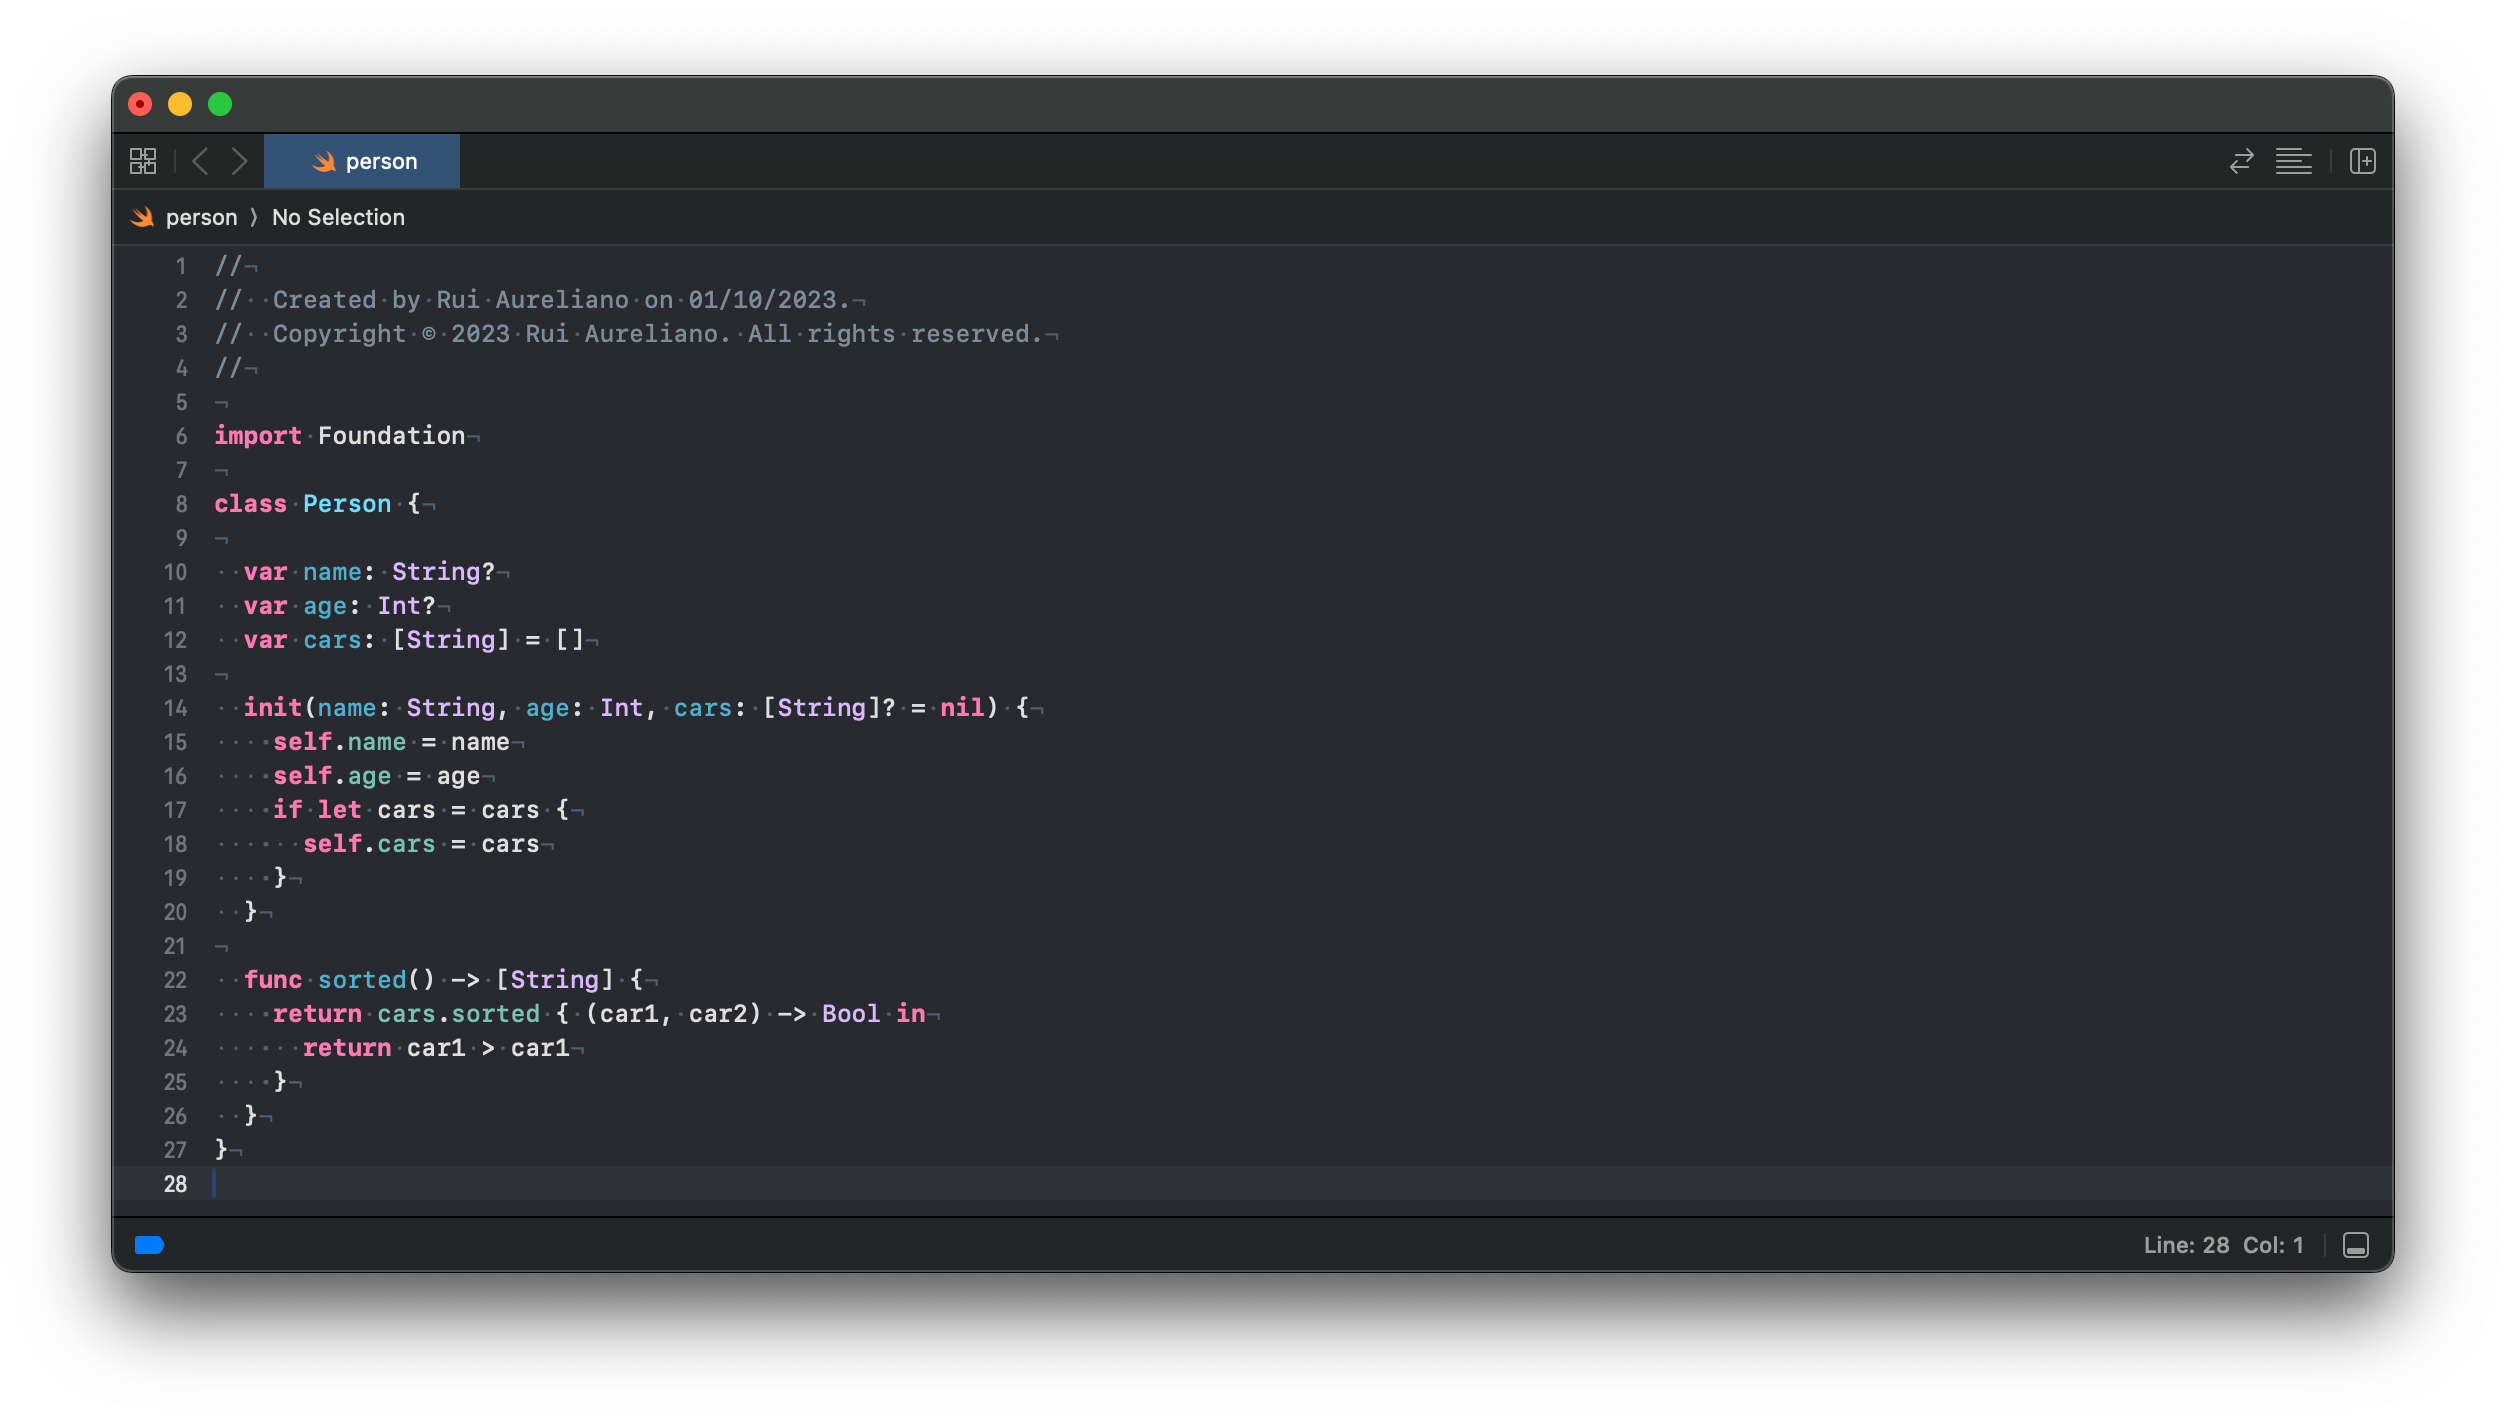 person
person ⟩ No Selection
1 //
2 //  Created by Rui Aureliano on 01/10/2023.
3 //  Copyright © 2023 Rui Aureliano. All rights reserved.
4 //
5
6 import Foundation
7
8 class Person {
9
10   var name: String?
11   var age: Int?
12   var cars: [String] = []
13
14   init(name: String, age: Int, cars: [String]? = nil) {
15     self.name = name
16     self.age = age
17     if let cars = cars {
18       self.cars = cars
19     }
20   }
21
22   func sorted() -> [String] {
23     return cars.sorted { (car1, car2) -> Bool in
24       return car1 > car1
25     }
26   }
27 }
28
Line: 28  Col: 1